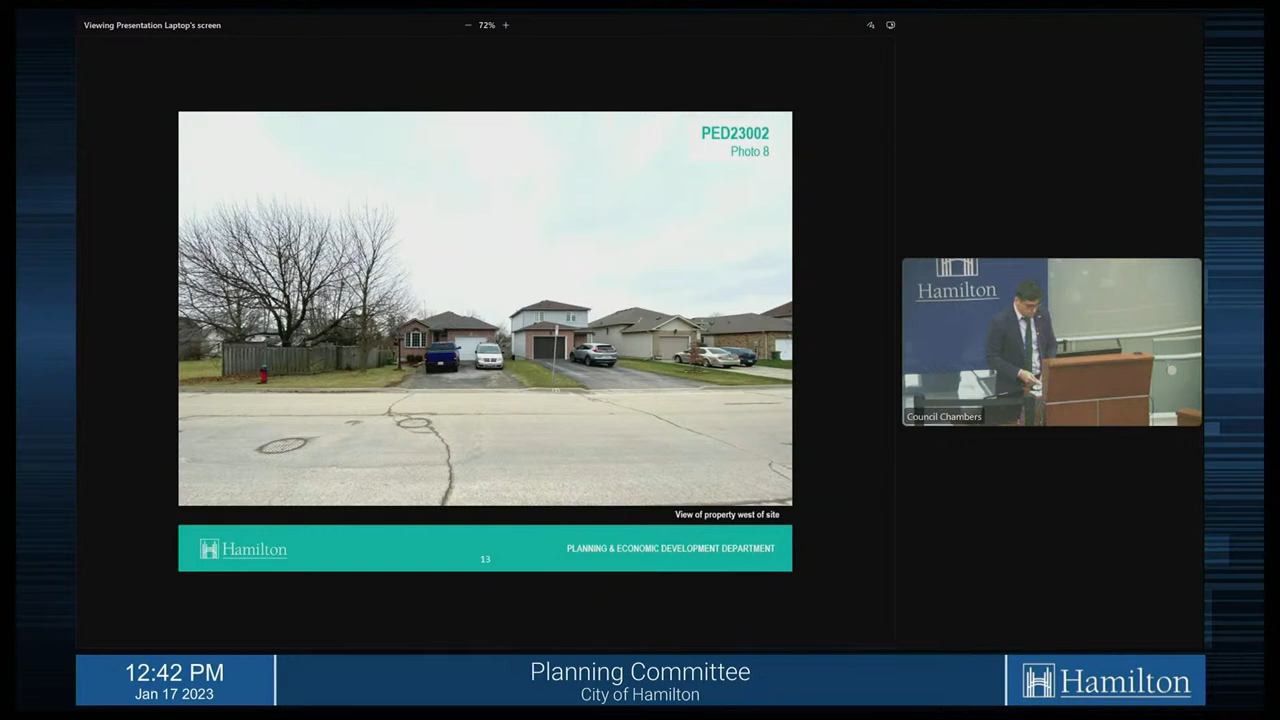 Viewing Presentation Laptop's screen
72%
PED23002
Photo 8
View of property west of site
Hamilton
13
PLANNING & ECONOMIC DEVELOPMENT DEPARTMENT
Hamilton
Council Chambers
12:42 PM
Jan 17 2023
Planning Committee
City of Hamilton
Hamilton